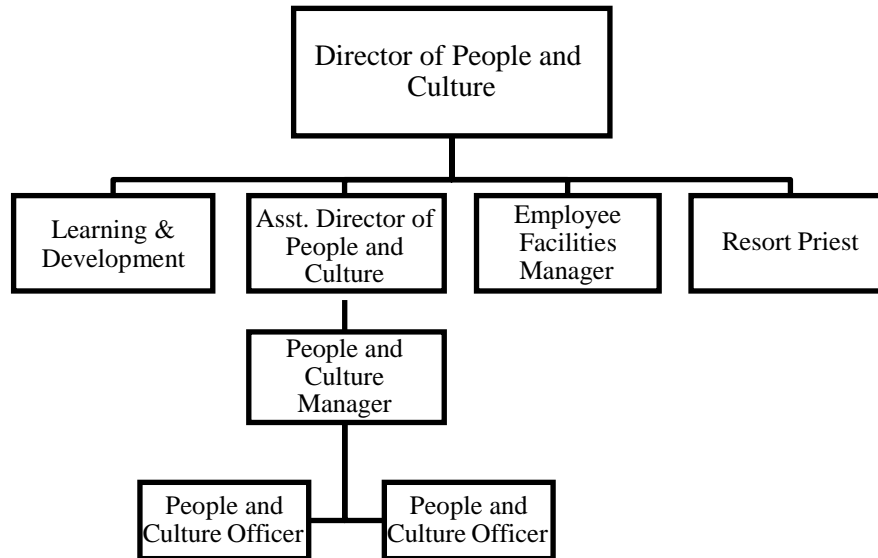 Director of People and
Culture
Learning &
Development
Asst. Director of
People and
Culture
Employee
Facilities
Manager
Resort Priest
People and
Culture
Manager
People and
Culture Officer
People and
Culture Officer